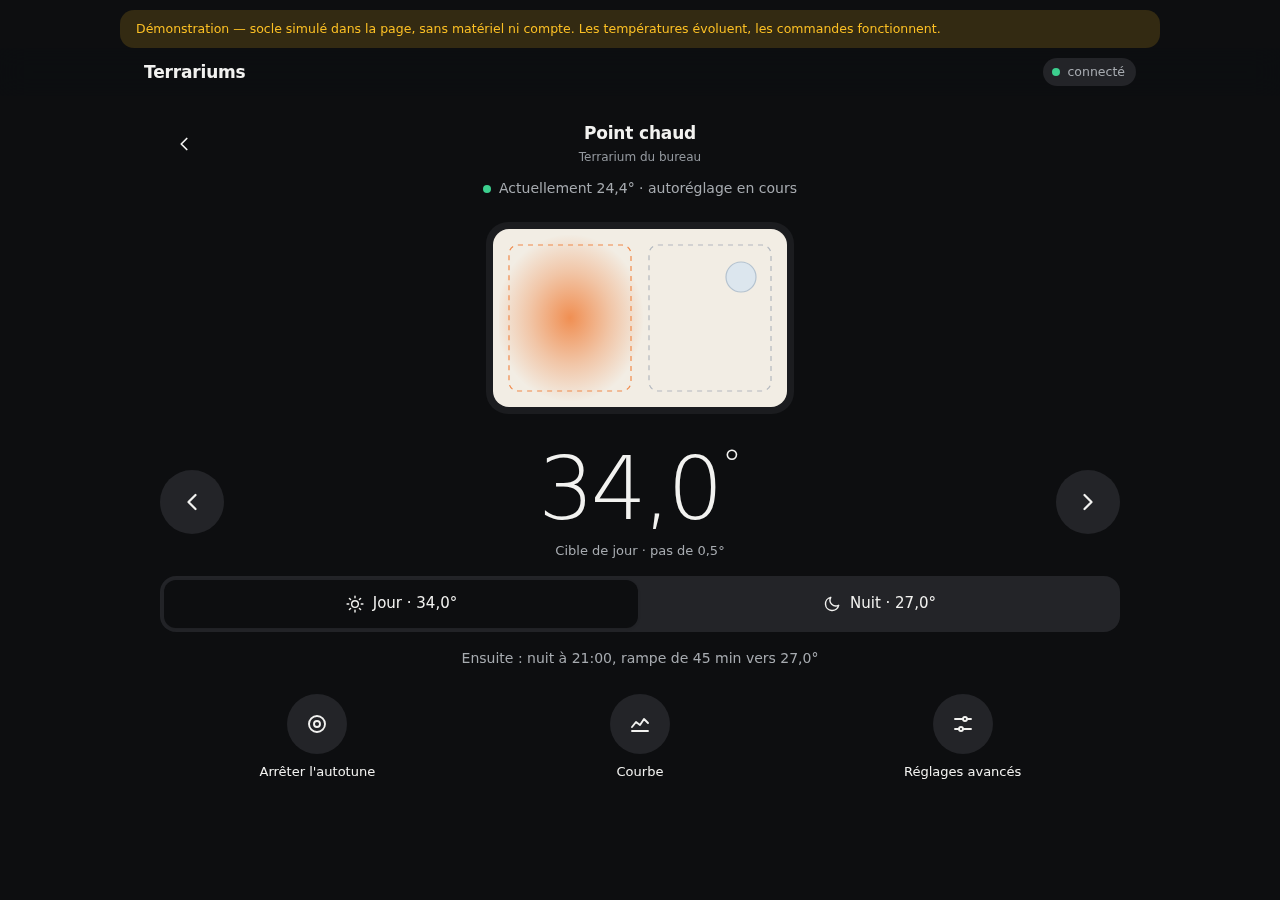 Démonstration — socle simulé dans la page, sans matériel ni compte. Les températures évoluent, les commandes fonctionnent.
Terrariums
connecté
Point chaud
Terrarium du bureau
Actuellement 24,4° · autoréglage en cours
34,0°
Cible de jour · pas de 0,5°
Jour · 34,0°
Nuit · 27,0°
Ensuite : nuit à 21:00, rampe de 45 min vers 27,0°
Arrêter l'autotune
Courbe
Réglages avancés